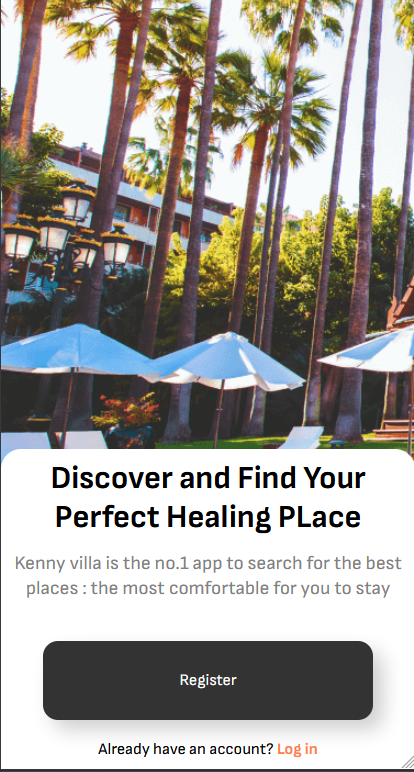 Discover and Find Your
Perfect Healing PLace
Kenny villa is the no.1 app to search for the best
places : the most comfortable for you to stay
Register
Already have an account? Log in